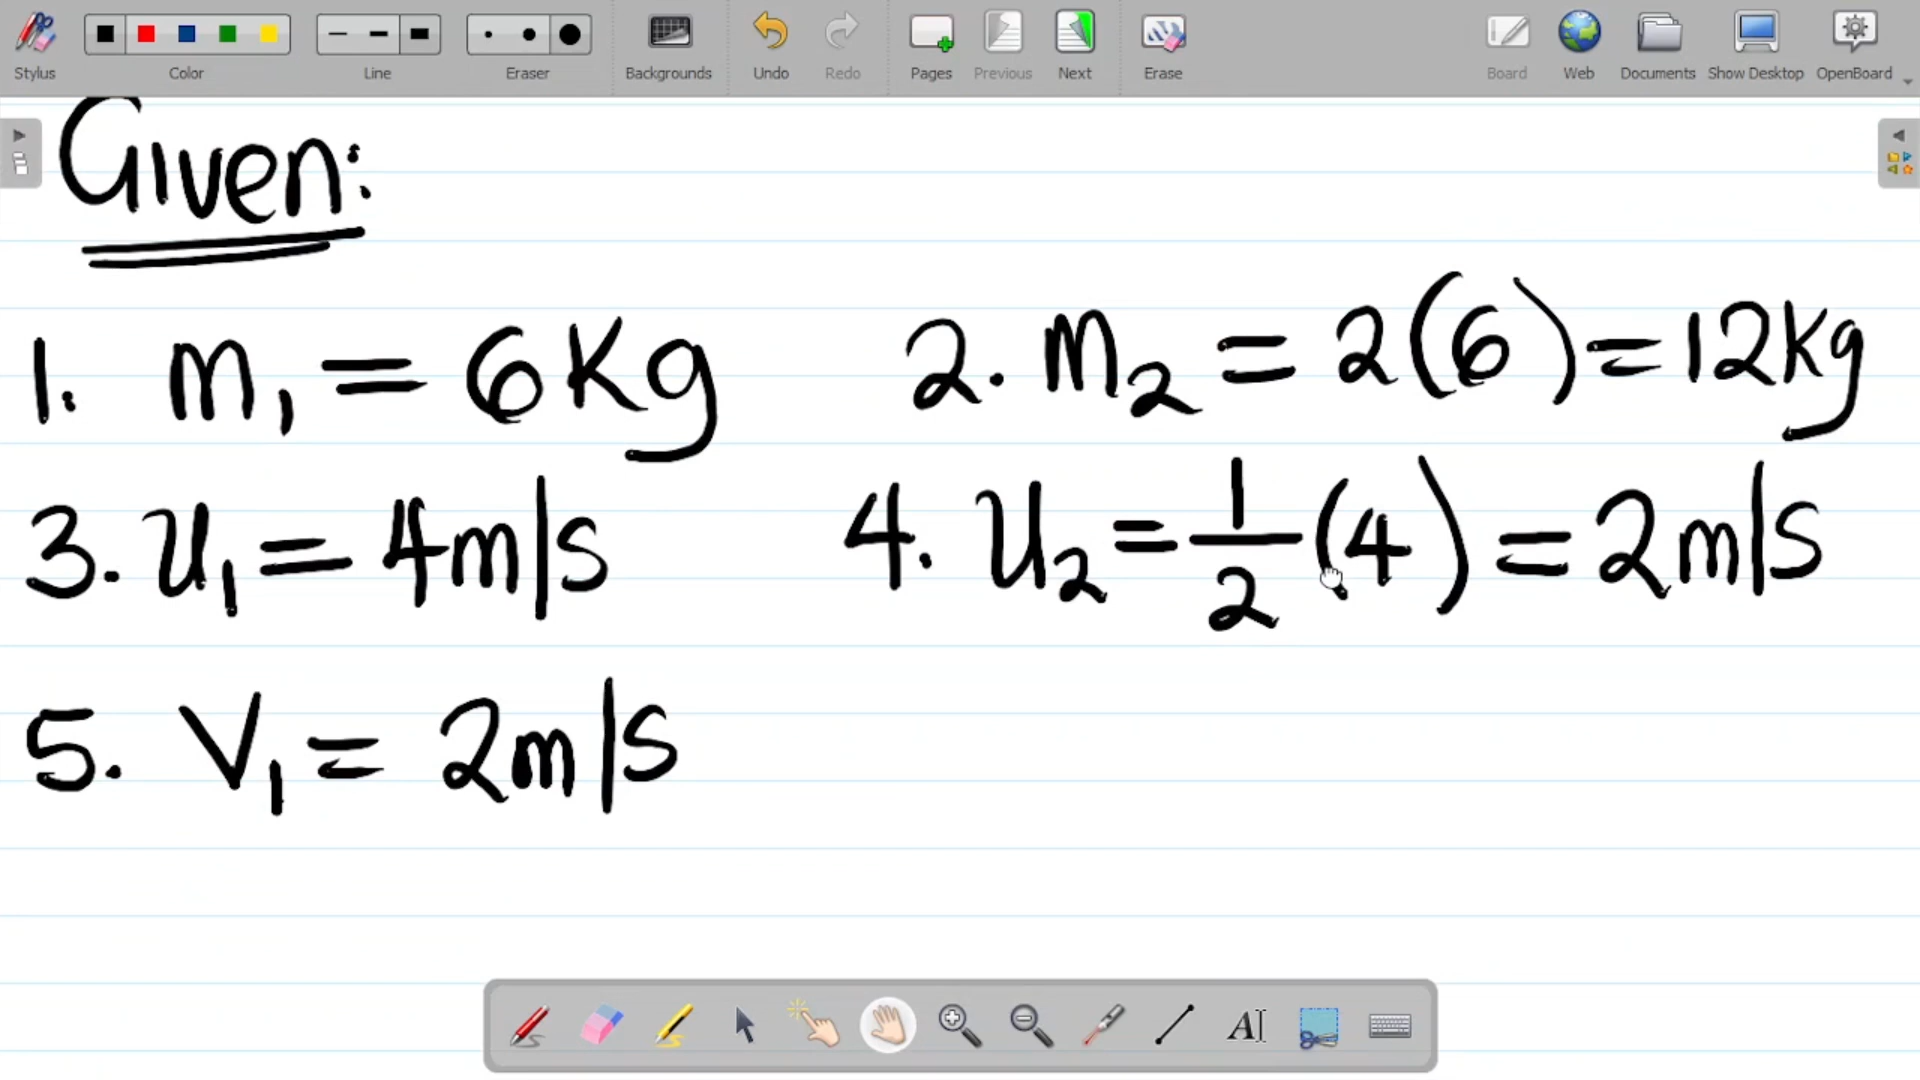 Stylus Color Line Eraser Backgrounds Undo Redo Pages Previous Next Erase Board Web Documents Show Desktop OpenBoard
Given:
1. m₁ = 6Kg 2. m₂ = 2(6) = 12kg
3. u₁ = 4m/s 4. u₂ = 1/2 (4) = 2m/s
5. V₁ = 2m/s
AI